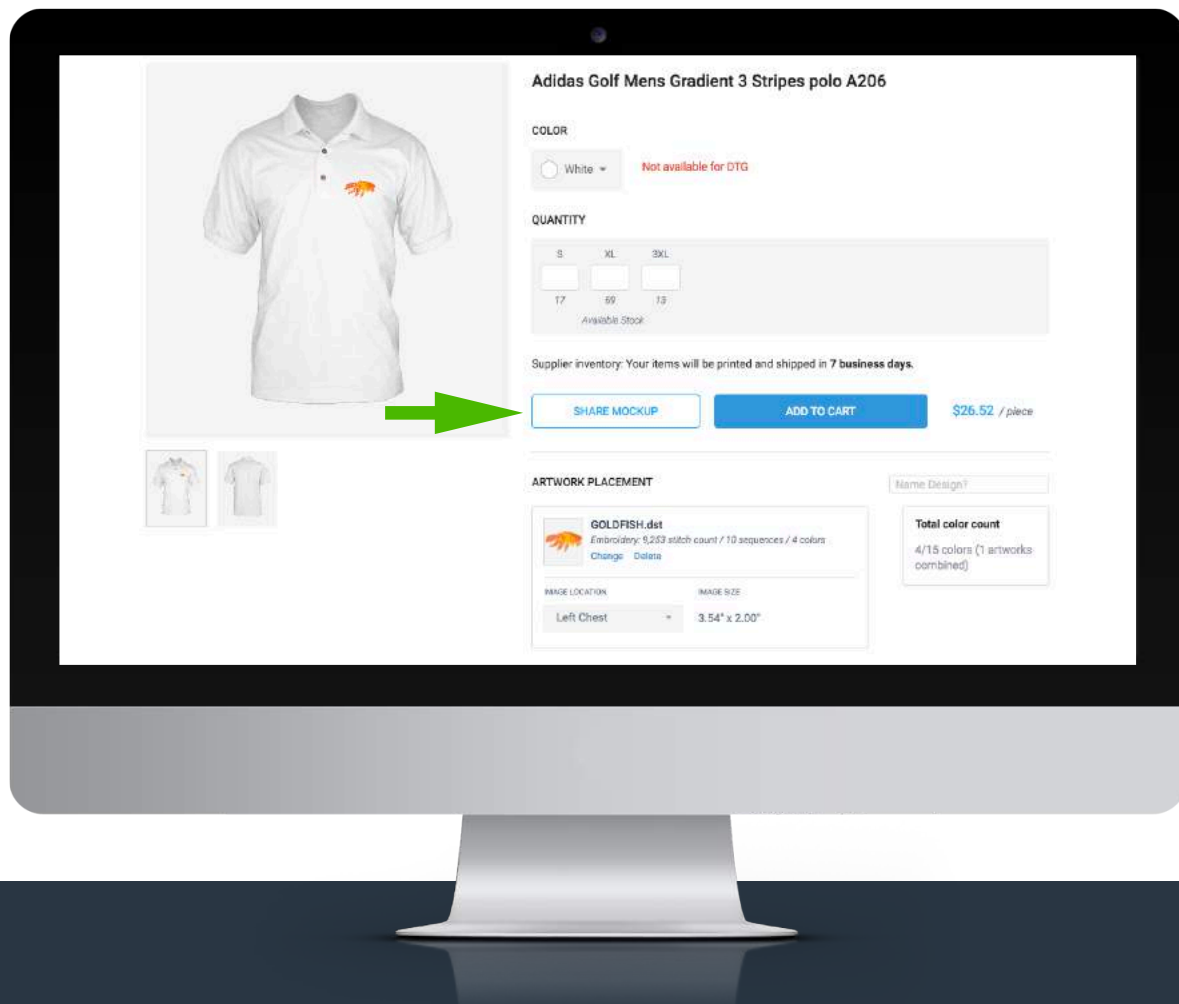 Adidas Golf Mens Gradient 3 Stripes polo A206
COLOR
White
Not available for DTG
QUANTITY
S XL 3XL
17 69 13
Available Stock
Supplier inventory: Your items will be printed and shipped in 7 business days.
SHARE MOCKUP
ADD TO CART
$26.52 / piece
ARTWORK PLACEMENT
Name Design?
GOLDFISH.dst
Embroidery: 9,253 stitch count / 10 sequences / 4 colors
Change Delete
IMAGE LOCATION
IMAGE SIZE
Left Chest
3.54" x 2.00"
Total color count
4/15 colors (1 artworks
combined)